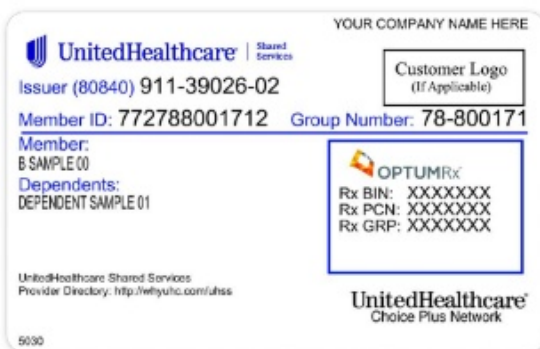 YOUR COMPANY NAME HERE
UnitedHealthcare | Shared Services
Customer Logo
(If Applicable)
Issuer (80840) 911-39026-02
Member ID: 772788001712 Group Number: 78-800171
Member:
B SAMPLE 00
Dependents:
DEPENDENT SAMPLE 01
OPTUMRx
Rx BIN: XXXXXXX
Rx PCN: XXXXXXX
Rx GRP: XXXXXXX
UnitedHealthcare Shared Services
Provider Directory: http://whyuhc.com/uhss
UnitedHealthcare®
Choice Plus Network
5030